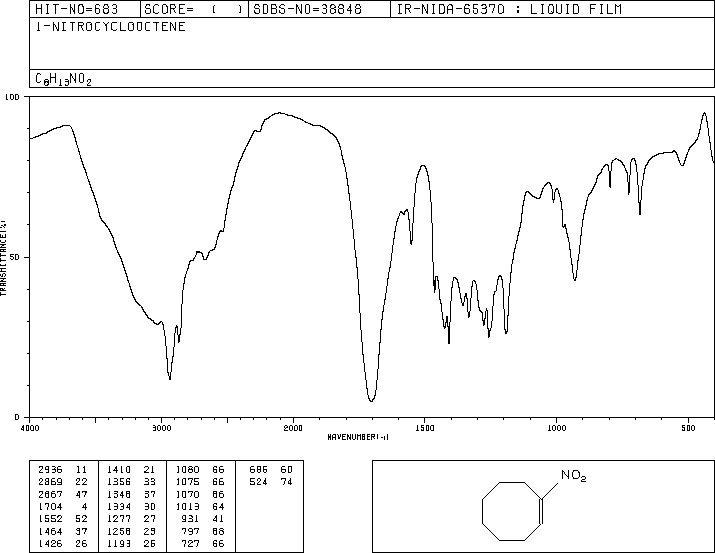 HIT-NO=683 SCORE= ( ) SDBS-NO=38848 IR-NIDA-65370 : LIQUID FILM
1-NITROCYCLOOCTENE
C8H13NO2
100
50
0
TRANSMITTANCE(%)
4000 3000 2000 1500 1000 500
WAVENUMBER(-1)
2936 11 1410 21 1080 66 686 60
2869 22 1356 33 1075 66 524 74
2667 47 1348 37 1070 66
1704 4 1334 30 1013 64
1552 52 1277 27 931 41
1464 37 1258 25 797 68
1426 26 1193 25 727 66
NO2